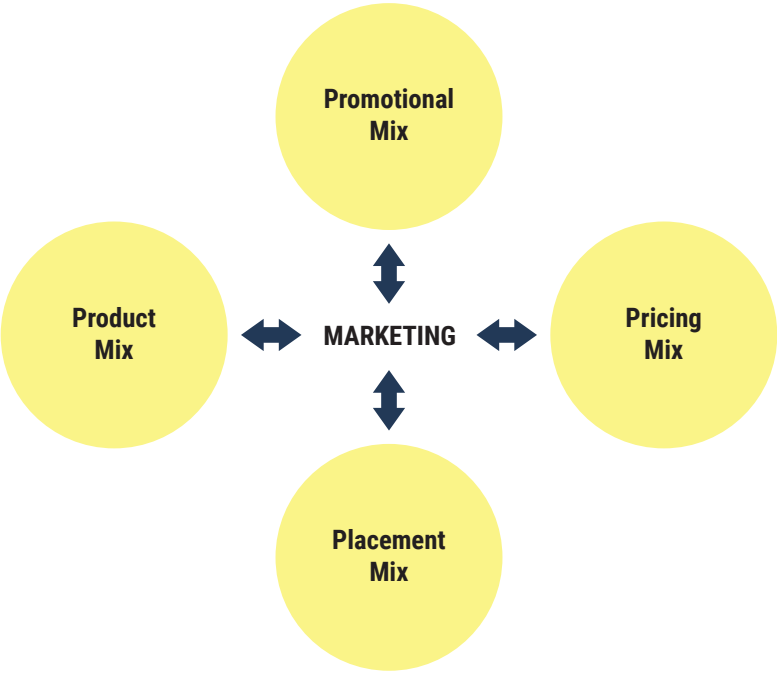 Promotional
Mix
Product
Mix
MARKETING
Pricing
Mix
Placement
Mix